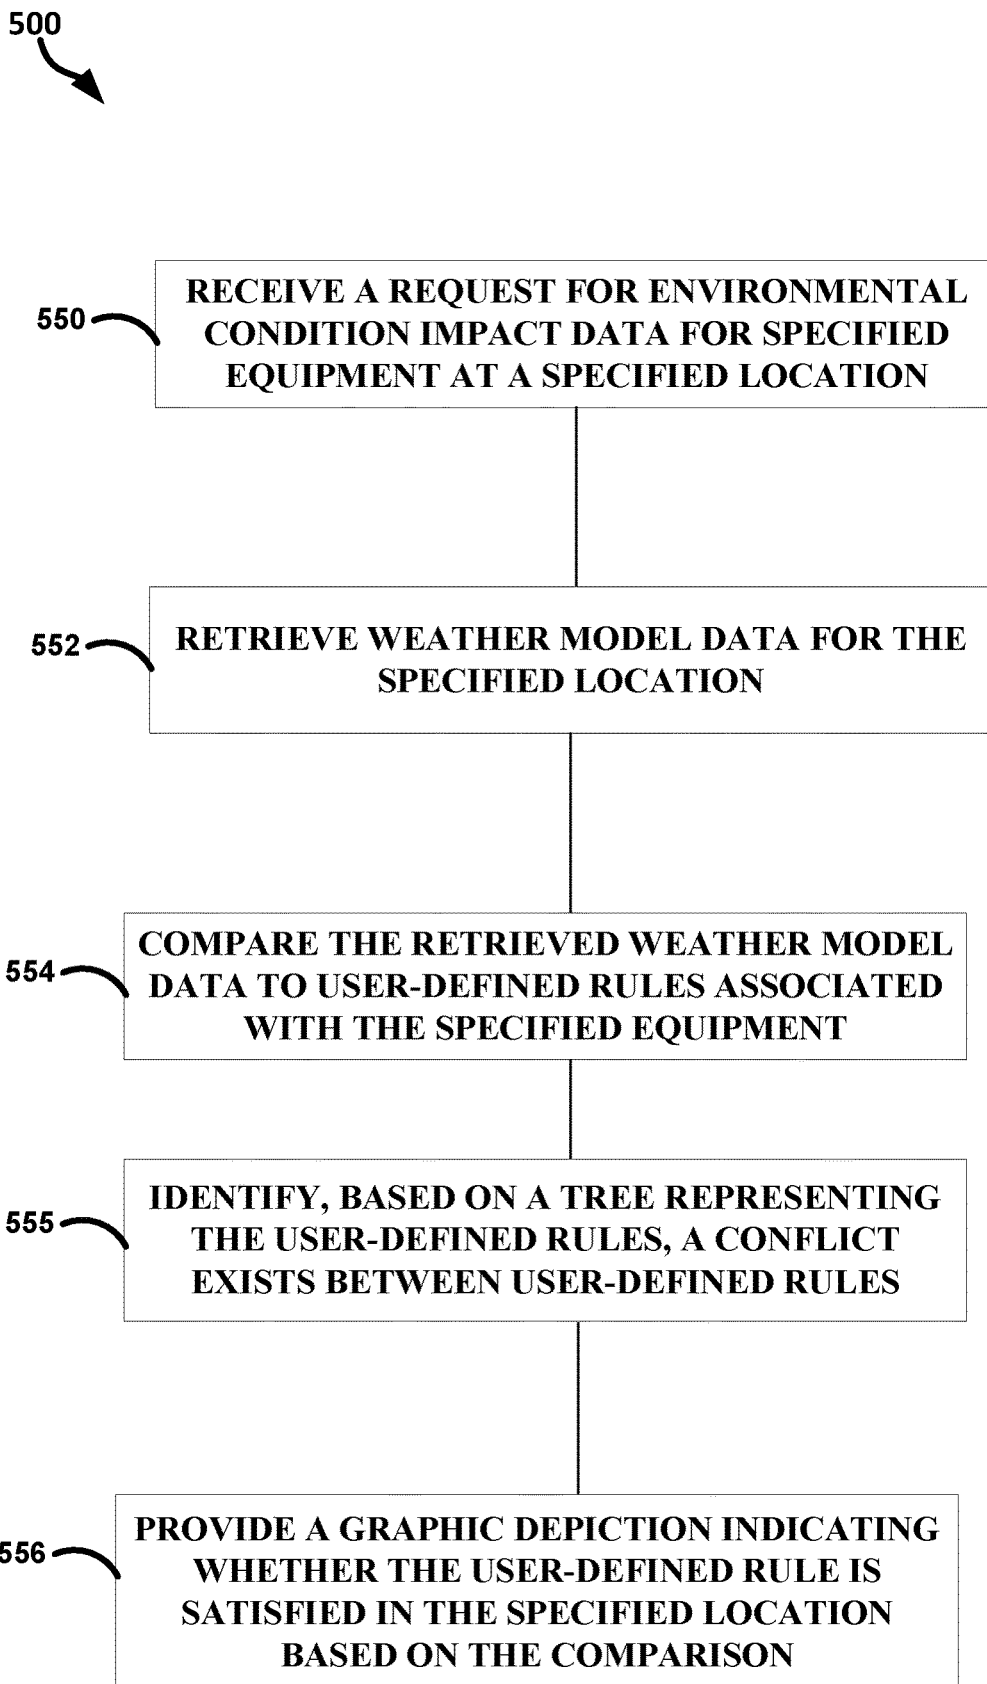 500
550
RECEIVE A REQUEST FOR ENVIRONMENTAL
CONDITION IMPACT DATA FOR SPECIFIED
EQUIPMENT AT A SPECIFIED LOCATION
552
RETRIEVE WEATHER MODEL DATA FOR THE
SPECIFIED LOCATION
554
COMPARE THE RETRIEVED WEATHER MODEL
DATA TO USER-DEFINED RULES ASSOCIATED
WITH THE SPECIFIED EQUIPMENT
555
IDENTIFY, BASED ON A TREE REPRESENTING
THE USER-DEFINED RULES, A CONFLICT
EXISTS BETWEEN USER-DEFINED RULES
556
PROVIDE A GRAPHIC DEPICTION INDICATING
WHETHER THE USER-DEFINED RULE IS
SATISFIED IN THE SPECIFIED LOCATION
BASED ON THE COMPARISON